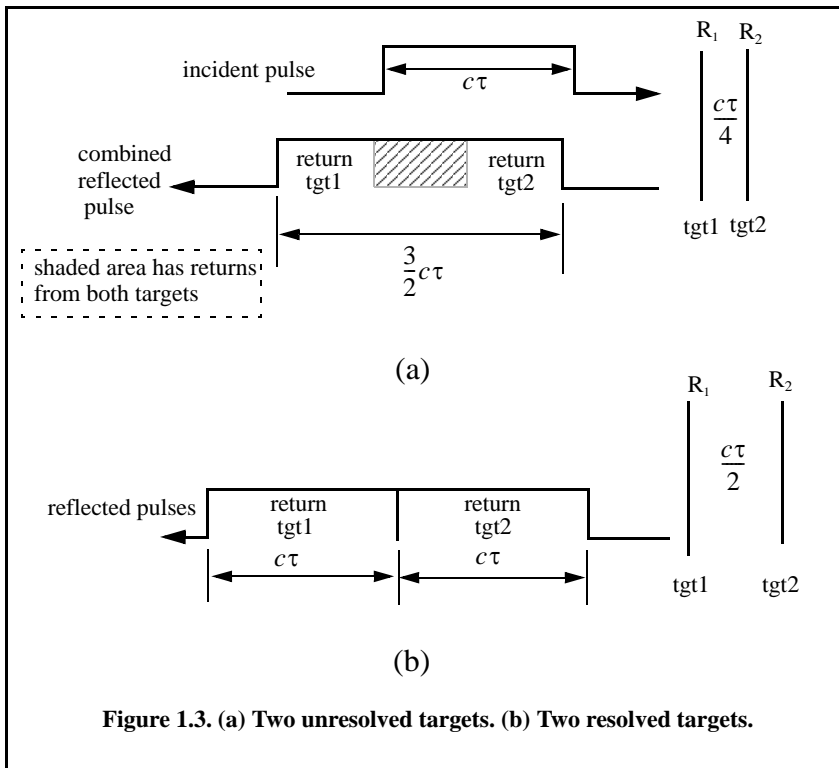 R₁ R₂
incident pulse
cτ
cτ/4
combined
reflected
pulse
return
tgt1
return
tgt2
tgt1 tgt2
3/2 cτ
shaded area has returns
from both targets
(a)
R₁ R₂
cτ/2
reflected pulses
return
tgt1
return
tgt2
cτ cτ
tgt1 tgt2
(b)
Figure 1.3. (a) Two unresolved targets. (b) Two resolved targets.